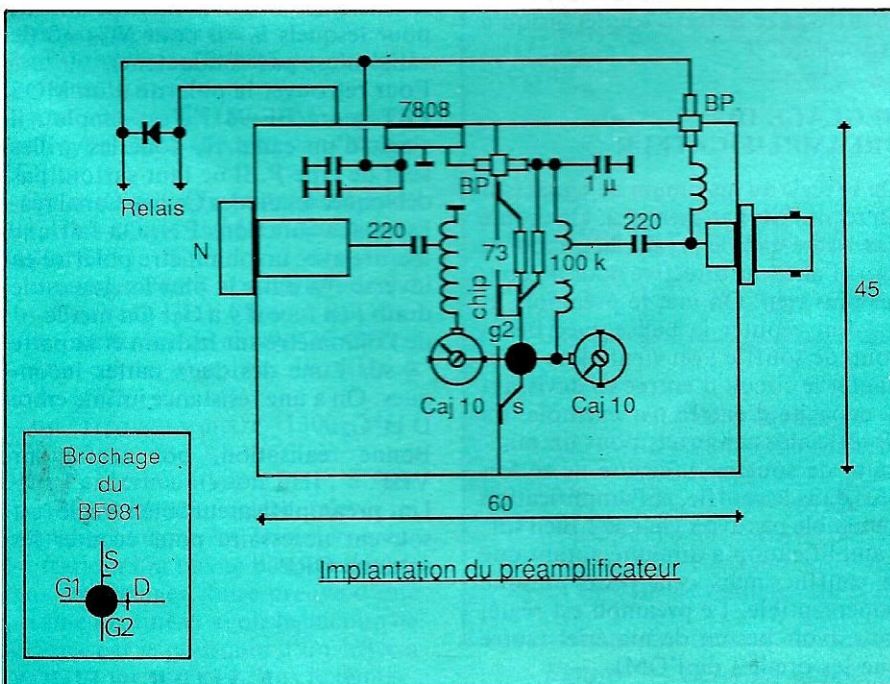 7808
BP
BP
Relais
1 µ
N
220
73
100 k
220
chip
g2
45
Caj 10
s
Caj 10
60
Brochage
du
BF981
S
G1
D
G2
Implantation du préamplificateur